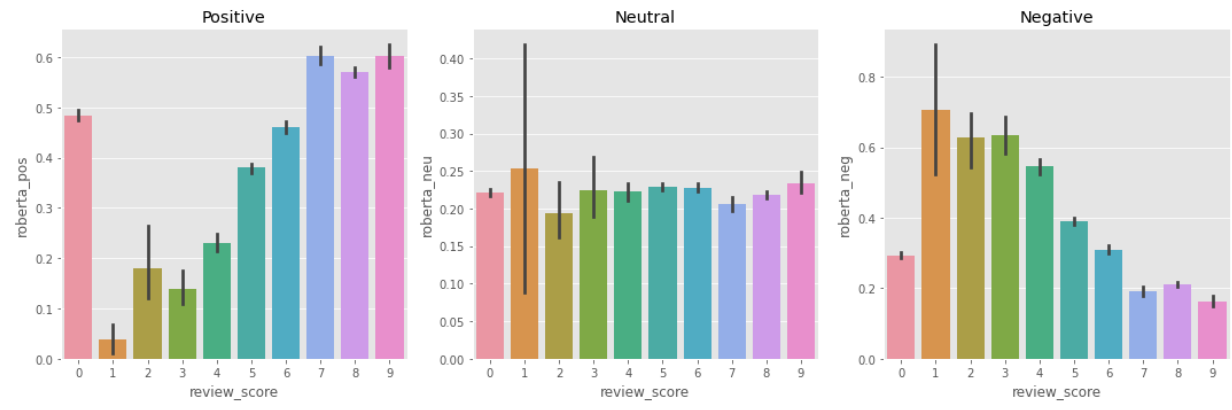 Positive
roberta_pos
0.6
0.5
0.4
0.3
0.2
0.1
0.0
0 1 2 3 4 5 6 7 8 9
review_score
Neutral
roberta_neu
0.40
0.35
0.30
0.25
0.20
0.15
0.10
0.05
0.00
0 1 2 3 4 5 6 7 8 9
review_score
Negative
roberta_neg
0.8
0.6
0.4
0.2
0.0
0 1 2 3 4 5 6 7 8 9
review_score